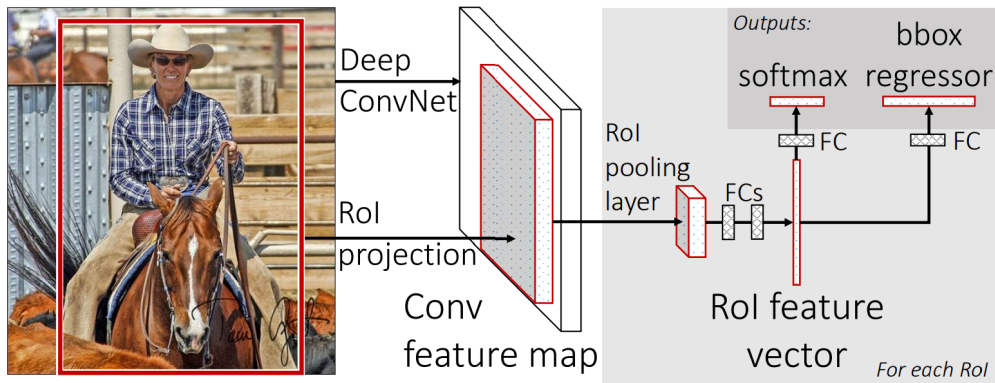 Deep
ConvNet
RoI
projection
Conv
feature map
RoI
pooling
layer
FCs
RoI feature
vector
For each RoI
Outputs:
softmax
bbox
regressor
FC
FC